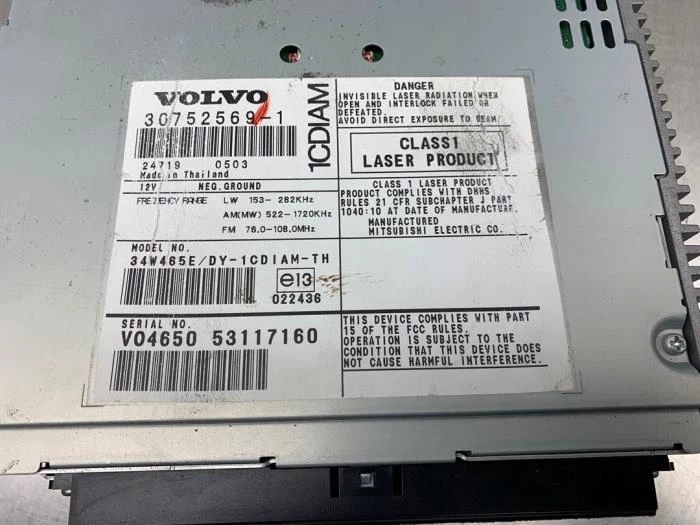 VOLVO
30752569-1
24719 0503
Made in Thailand
12V NEG.GROUND
FREQUENCY RANGE LW 153- 282KHz
AM(MW) 522-1720KHz
FM 76.0-108.0MHz
MODEL NO.
34W465E/DY-1CDIAM-TH
e13
022436
SERIAL NO.
VO4650 53117160
1CDIAM
DANGER
INVISIBLE LASER RADIATION WHEN
OPEN AND INTERLOCK FAILED OR
DEFEATED.
AVOID DIRECT EXPOSURE TO BEAM
CLASS1
LASER PRODUCT
CLASS 1 LASER PRODUCT
PRODUCT COMPLIES WITH DHHS
RULES 21 CFR SUBCHAPTER J PART
1040:10 AT DATE OF MANUFACTURE.
MANUFACTURED
MITSUBISHI ELECTRIC CO.
THIS DEVICE COMPLIES WITH PART
15 OF THE FCC RULES.
OPERATION IS SUBJECT TO THE
CONDITION THAT THIS DEVICE DOES
NOT CAUSE HARMFUL INTERFERENCE.